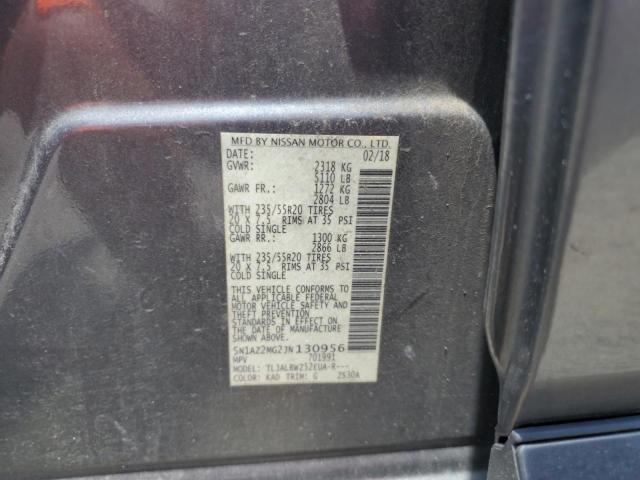 MFD BY NISSAN MOTOR CO., LTD.
DATE: 02/18
GVWR: 2318 KG
5110 LB
GAWR FR.: 1272 KG
2804 LB
WITH 235/55R20 TIRES
20 X 7.5 RIMS AT 35 PSI
COLD SINGLE
GAWR RR.: 1300 KG
2866 LB
WITH 235/55R20 TIRES
20 X 7.5 RIMS AT 35 PSI
COLD SINGLE
THIS VEHICLE CONFORMS TO
ALL APPLICABLE FEDERAL
MOTOR VEHICLE SAFETY AND
THEFT PREVENTION
STANDARDS IN EFFECT ON
THE DATE OF MANUFACTURE
SHOWN ABOVE.
5N1AZ2MG2JN130956
MPV 701991
MODEL: TLJALRW252EUA-R---
COLOR: KAD TRIM: G 2S30A